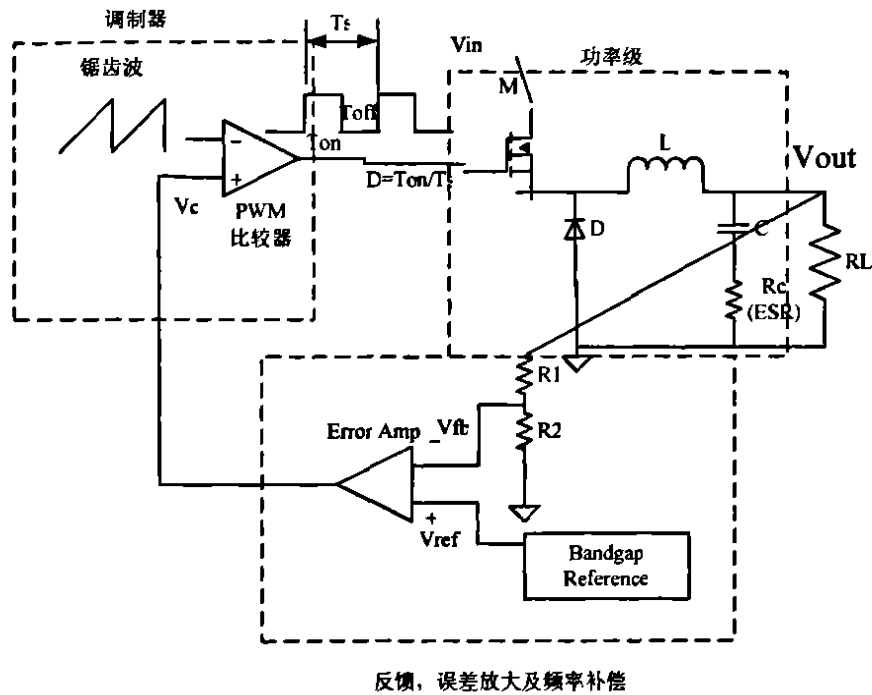 调制器
Ts
锯齿波
Vin
功率级
M
Toff
Ton
L
Vout
−
+
D=Ton/T
Vc
PWM
比较器
D
C
RL
Rc
(ESR)
R1
Error Amp
_Vfb
R2
+
Vref
Bandgap
Reference
反馈，误差放大及频率补偿